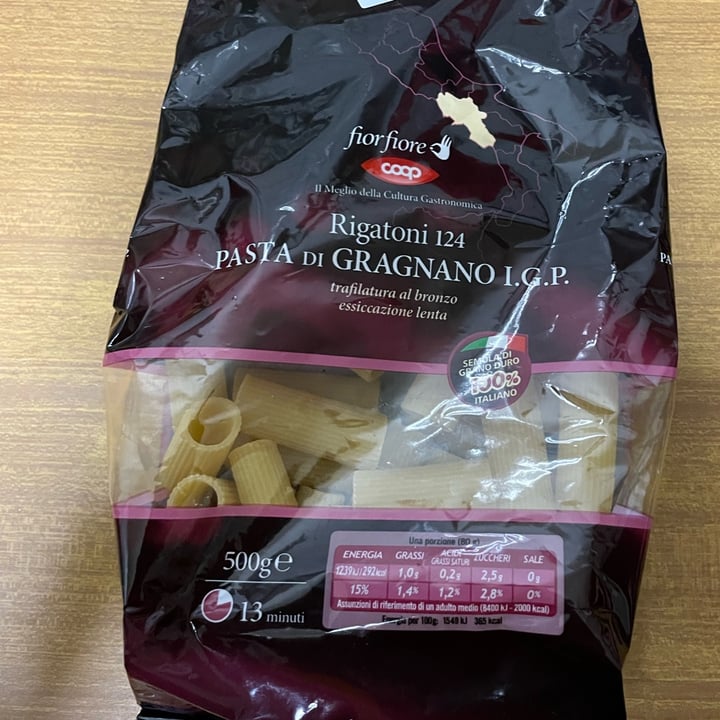 fiorfiore
coop
Il Meglio della Cultura Gastronomica
Rigatoni 124
PASTA DI GRAGNANO I.G.P.
trafilatura al bronzo
essiccazione lenta
PA
SEMOLA DI
GRANO DURO
100%
ITALIANO
500g e
13 minuti
Una porzione (80 g)
ENERGIA GRASSI ACIDI GRASSI SATURI ZUCCHERI SALE
1239 kJ/292 kcal 1,0g 0,2g 2,5g 0g
15% 1,4% 1,2% 2,8% 0%
Assunzioni di riferimento di un adulto medio (8400 kJ - 2000 kcal)
Energia per 100g: 1549 kJ 365 kcal